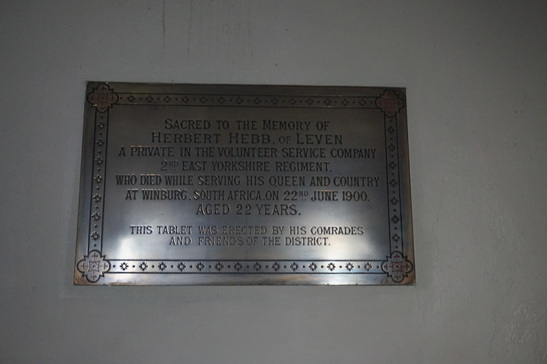 SACRED TO THE MEMORY OF
HERBERT HEBB, OF LEVEN
A PRIVATE IN THE VOLUNTEER SERVICE COMPANY
2ND EAST YORKSHIRE REGIMENT,
WHO DIED WHILE SERVING HIS QUEEN AND COUNTRY
AT WINBURG, SOUTH AFRICA, ON 22ND JUNE 1900.
AGED 22 YEARS.
THIS TABLET WAS ERECTED BY HIS COMRADES
AND FRIENDS OF THE DISTRICT.